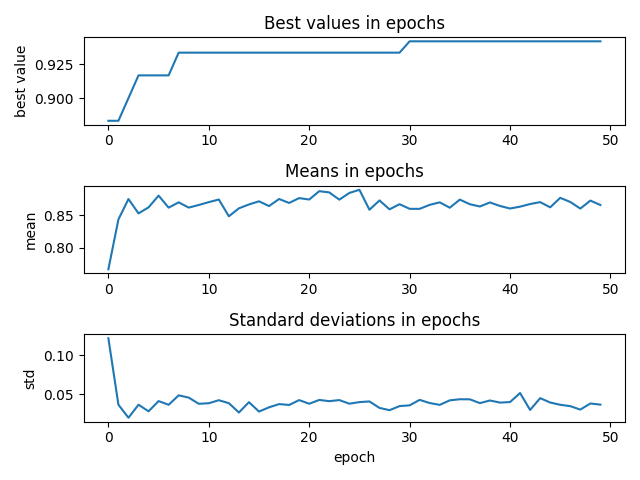 Best values in epochs
best value
0.925
0.900
0 10 20 30 40 50
Means in epochs
mean
0.85
0.80
0 10 20 30 40 50
Standard deviations in epochs
std
0.10
0.05
0 10 20 30 40 50
epoch